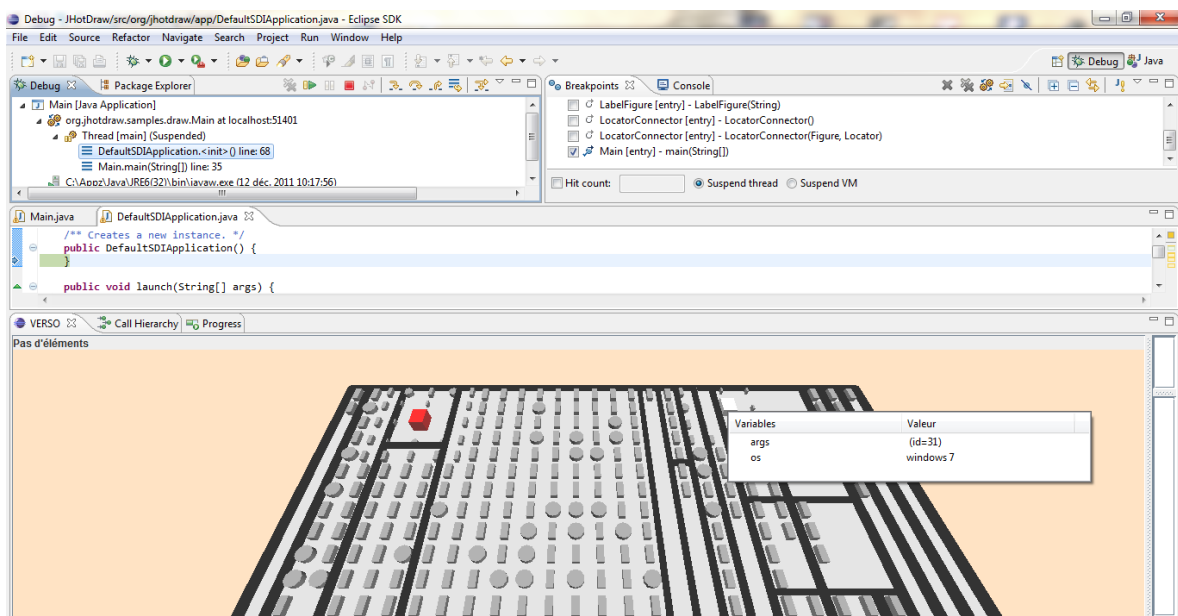 Debug - JHotDraw/src/org/jhotdraw/app/DefaultSDIApplication.java - Eclipse SDK
File Edit Source Refactor Navigate Search Project Run Window Help
Debug Java
Debug Package Explorer
Main [Java Application]
org.jhotdraw.samples.draw.Main at localhost:51401
Thread [main] (Suspended)
DefaultSDIApplication.<init>() line: 68
Main.main(String[]) line: 35
C:\Appz\Java\JRE6(32)\bin\javaw.exe (12 déc. 2011 10:17:56)
Breakpoints Console
LabelFigure [entry] - LabelFigure(String)
LocatorConnector [entry] - LocatorConnector()
LocatorConnector [entry] - LocatorConnector(Figure, Locator)
Main [entry] - main(String[])
Hit count: Suspend thread Suspend VM
Main.java DefaultSDIApplication.java
/** Creates a new instance. */
public DefaultSDIApplication() {
}
public void launch(String[] args) {
VERSO Call Hierarchy Progress
Pas d'éléments
Variables Valeur
args (id=31)
os windows 7